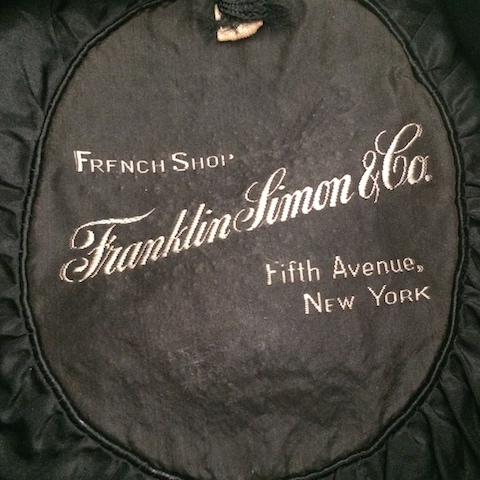 FRENCH SHOP
Franklin Simon & Co.
Fifth Avenue,
NEW YORK